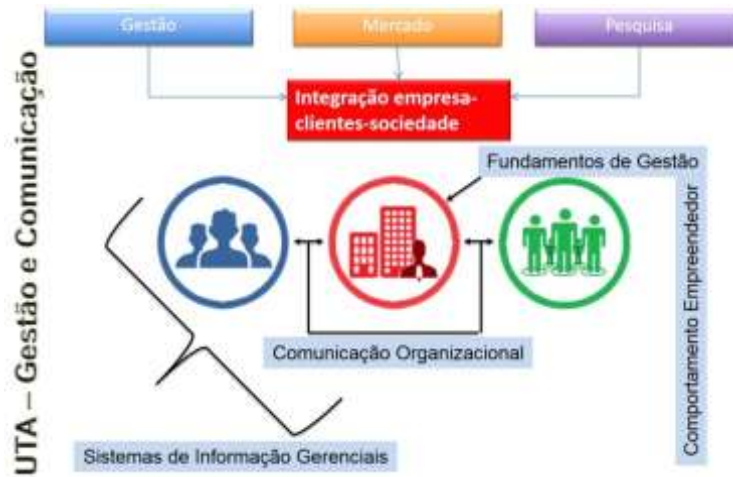 Gestão
Mercado
Pesquisa
Integração empresa-
clientes-sociedade
Fundamentos de Gestão
Comunicação Organizacional
Sistemas de Informação Gerenciais
Comportamento Empreendedor
UTA – Gestão e Comunicação